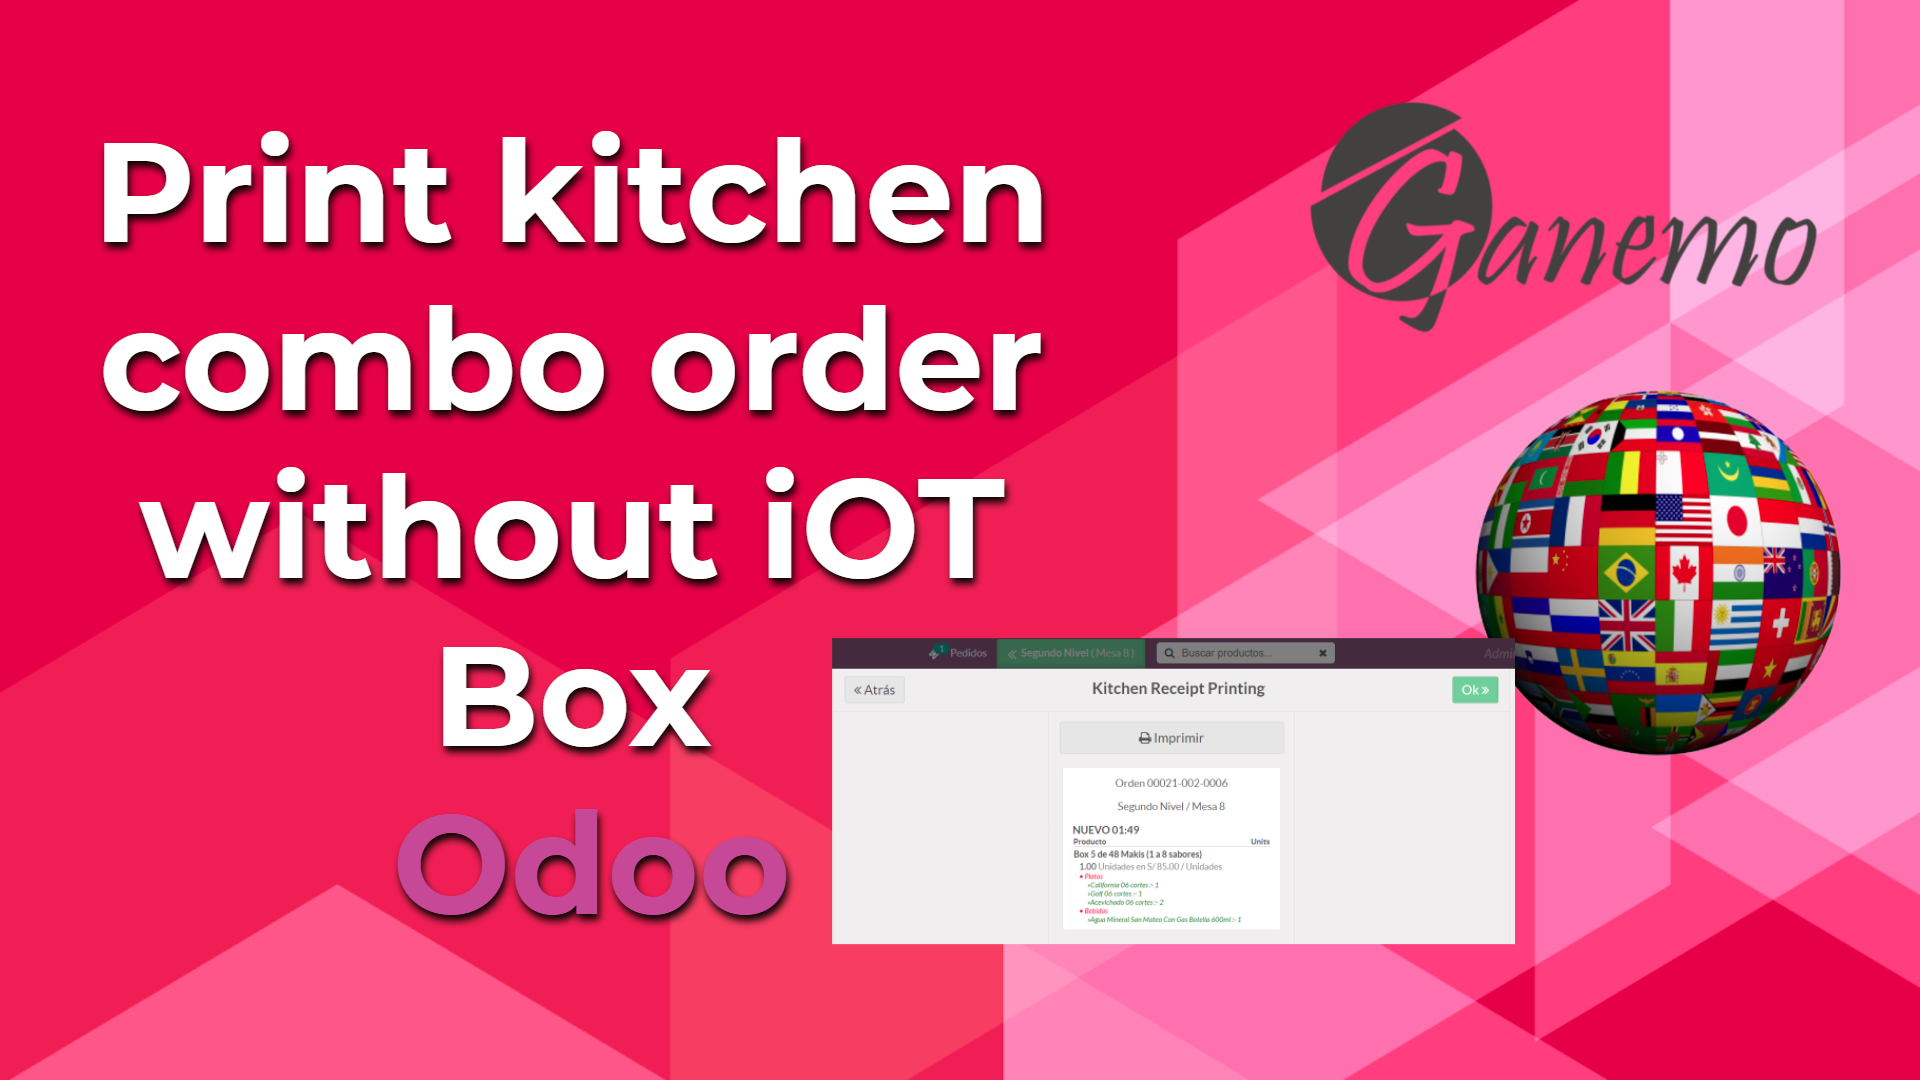 Print kitchen
combo order
without iOT
Box
Odoo
Ganemo
1 Pedidos
Segundo Nivel ( Mesa 8 )
Buscar productos...
Admi
Atrás
Kitchen Receipt Printing
Ok
Imprimir
Orden 00021-002-0006
Segundo Nivel / Mesa 8
NUEVO 01:49
Producto Units
Box 5 de 48 Makis (1 a 8 sabores)
1.00 Unidades en S/ 85.00 / Unidades
• Platos
»California 06 cortes :- 1
»Golf 06 cortes :- 1
»Acevichado 06 cortes :- 2
• Bebidas
»Agua Mineral San Mateo Con Gas Botella 600ml :- 1